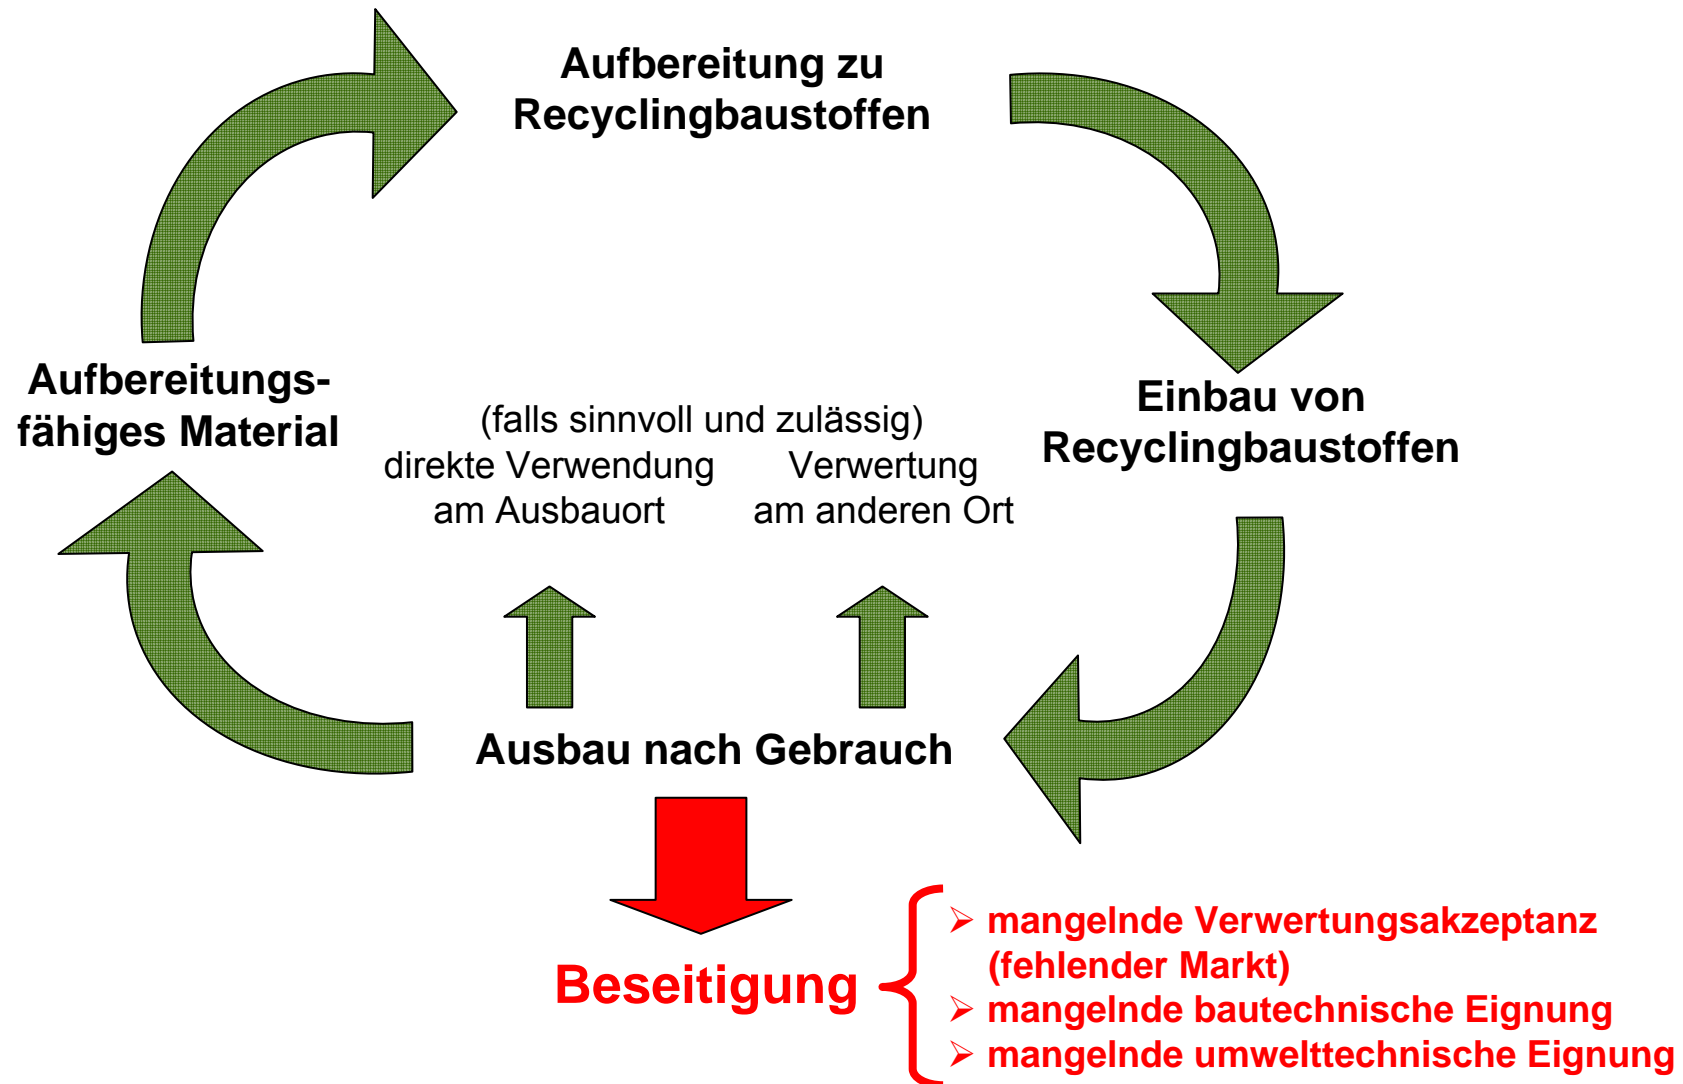 Aufbereitung zu
Recyclingbaustoffen
Aufbereitungs-
fähiges Material
(falls sinnvoll und zulässig)
direkte Verwendung
am Ausbauort
Verwertung
am anderen Ort
Einbau von
Recyclingbaustoffen
Ausbau nach Gebrauch
Beseitigung
➢ mangelnde Verwertungsakzeptanz
(fehlender Markt)
➢ mangelnde bautechnische Eignung
➢ mangelnde umwelttechnische Eignung